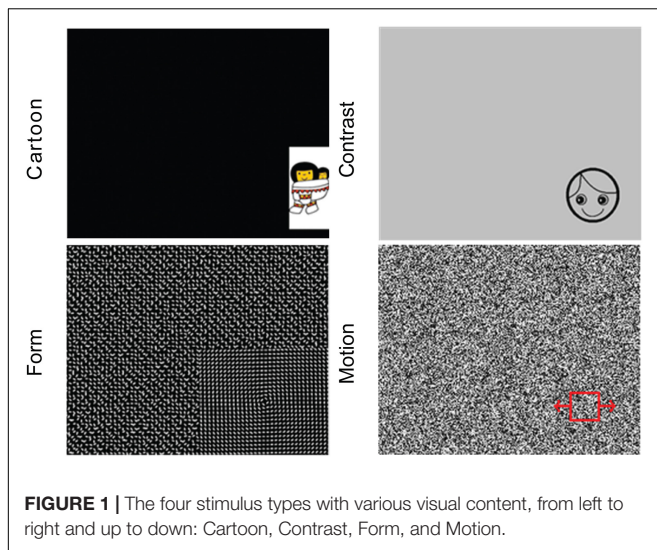 Cartoon
Contrast
Form
Motion
FIGURE 1 | The four stimulus types with various visual content, from left to
right and up to down: Cartoon, Contrast, Form, and Motion.